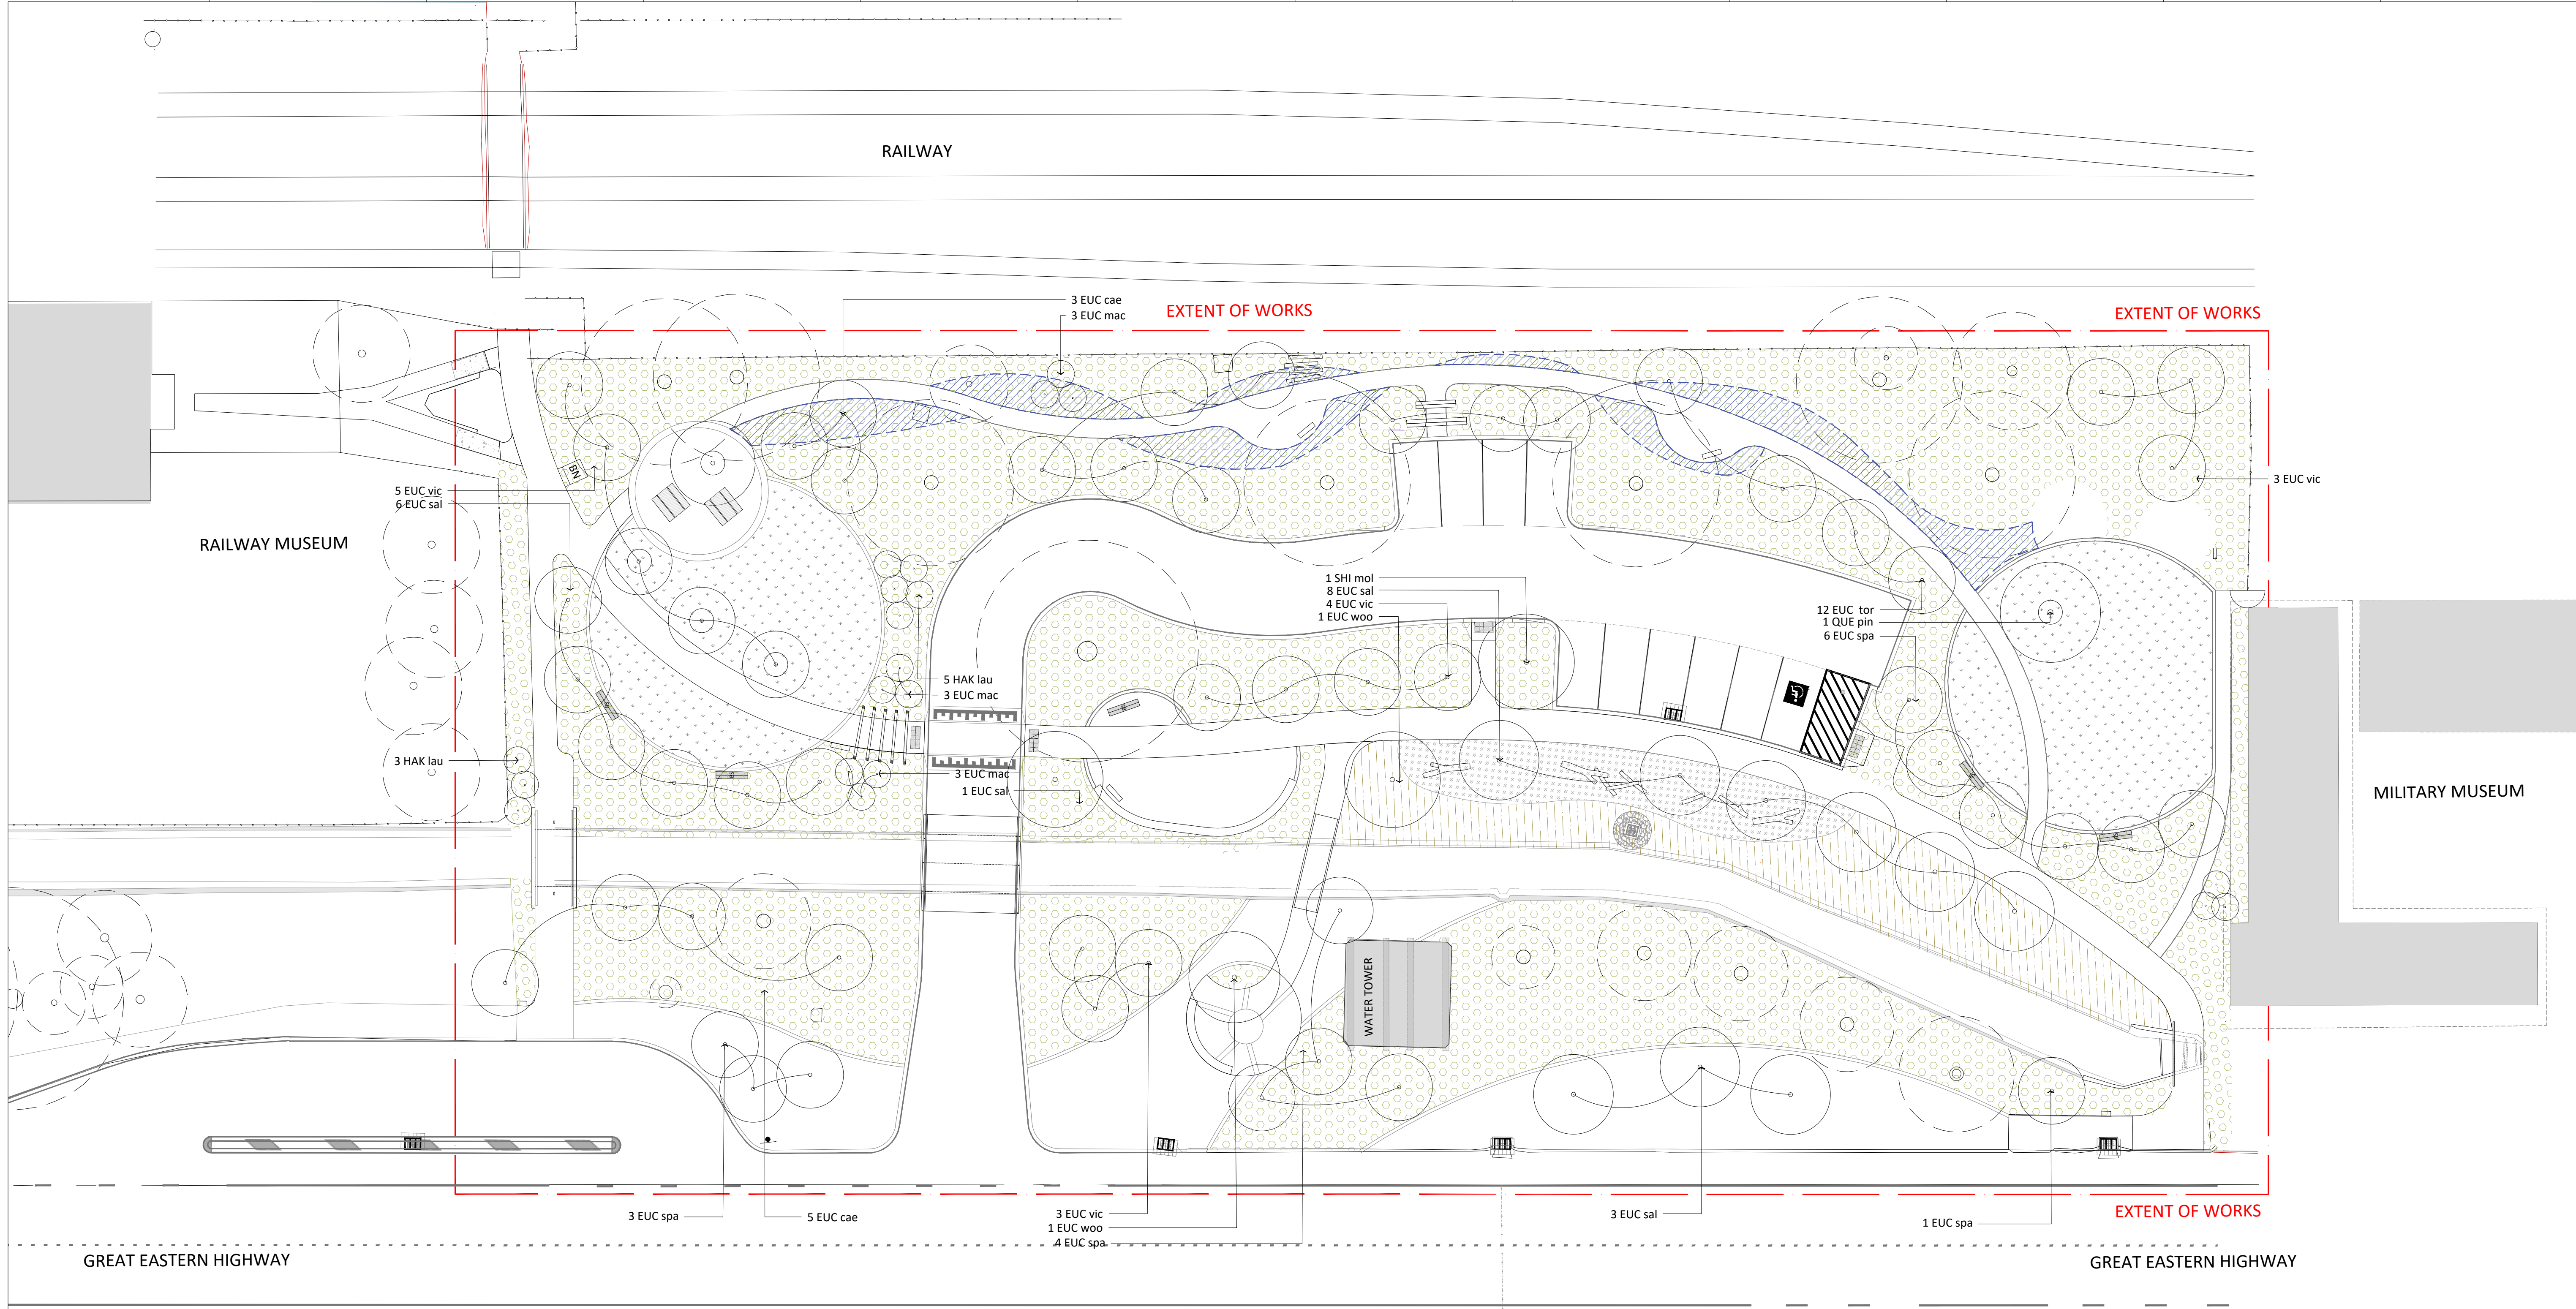 RAILWAY
3 EUC cae
3 EUC mac
EXTENT OF WORKS
EXTENT OF WORKS
BN
5 EUC vic
6 EUC sal
3 EUC vic
RAILWAY MUSEUM
1 SHI mol
8 EUC sal
4 EUC vic
1 EUC woo
12 EUC tor
1 QUE pin
6 EUC spa
5 HAK lau
3 EUC mac
3 HAK lau
3 EUC mac
1 EUC sal
MILITARY MUSEUM
WATER TOWER
3 EUC spa
5 EUC cae
3 EUC vic
1 EUC woo
4 EUC spa
3 EUC sal
1 EUC spa
EXTENT OF WORKS
GREAT EASTERN HIGHWAY
GREAT EASTERN HIGHWAY